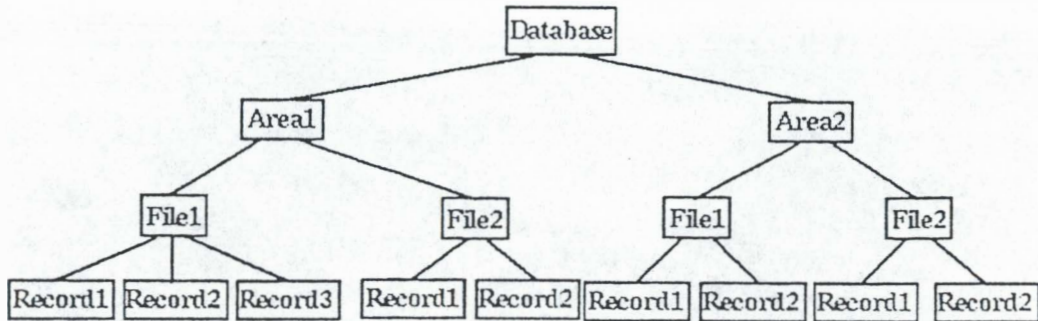 Database
Area1 Area2
File1 File2 File1 File2
Record1 Record2 Record3 Record1 Record2 Record1 Record2 Record1 Record2